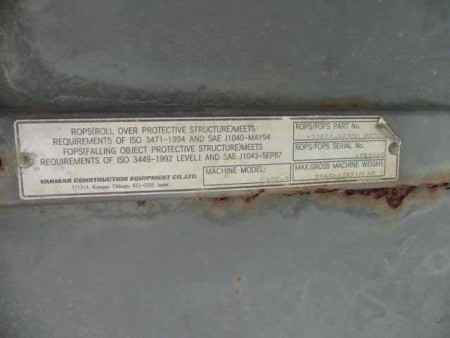 ROPS(ROLL OVER PROTECTIVE STRUCTURE)MEETS
REQUIREMENTS OF ISO 3471-1994 AND SAE J1040-MAY94
FOPS(FALLING OBJECT PROTECTIVE STRUCTURE)MEETS
REQUIREMENTS OF ISO 3449-1992 LEVELI AND SAE J1043-SEP87
YANMAR CONSTRUCTION EQUIPMENT CO.,LTD.
Japan
MACHINE MODEL:
ROPS/FOPS PART No.
ROPS/FOPS SERIAL No.
MAX.GROSS MACHINE WEIGHT